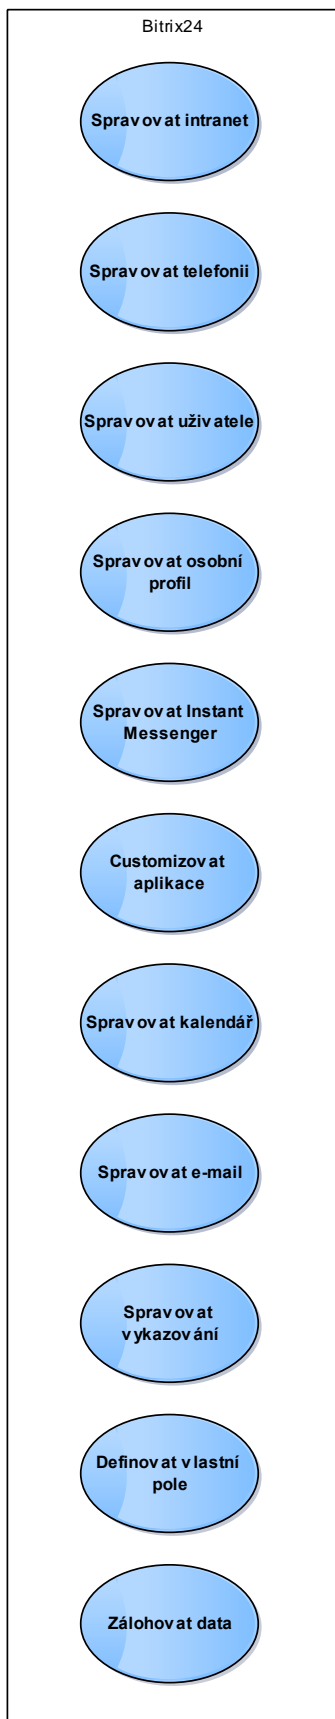 Bitrix24
Spravovat intranet
Spravovat telefonii
Spravovat uživatele
Spravovat osobní
profil
Spravovat Instant
Messenger
Customizovat
aplikace
Spravovat kalendář
Spravovat e-mail
Spravovat
vykazování
Definovat vlastní
pole
Zálohovat data